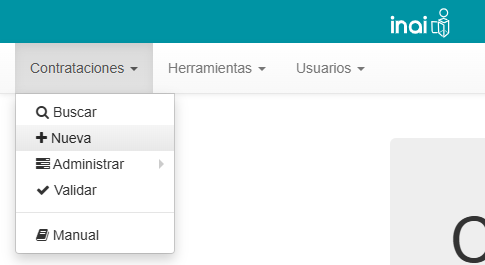 inai
Contrataciones Herramientas Usuarios
Buscar
Nueva
Administrar
Validar
Manual